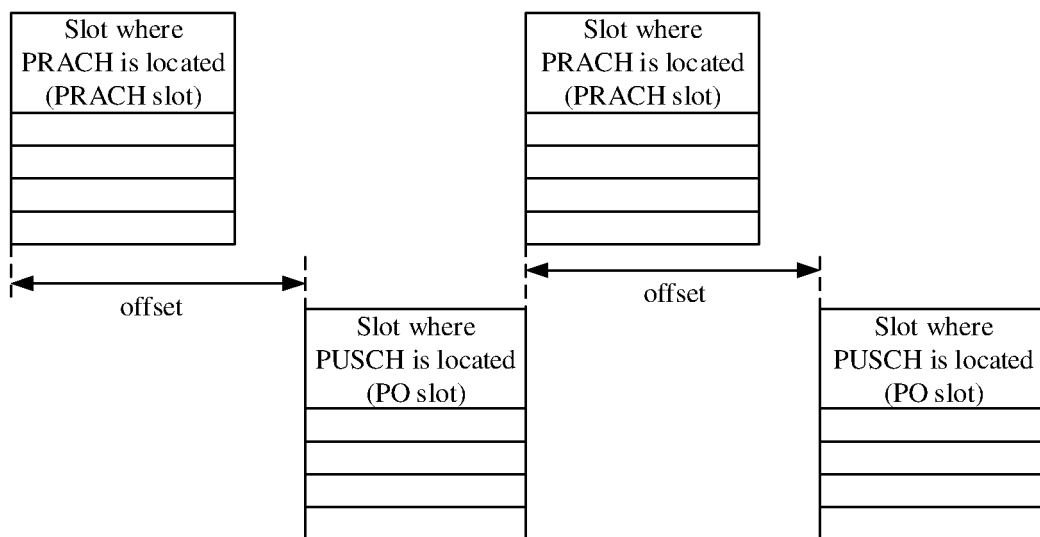 Slot where
PRACH is located
(PRACH slot)
Slot where
PRACH is located
(PRACH slot)
offset
offset
Slot where
PUSCH is located
(PO slot)
Slot where
PUSCH is located
(PO slot)